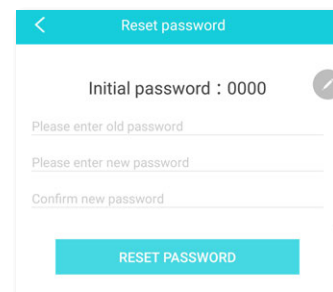 Reset password
Initial password：0000
Please enter old password
Please enter new password
Confirm new password
RESET PASSWORD